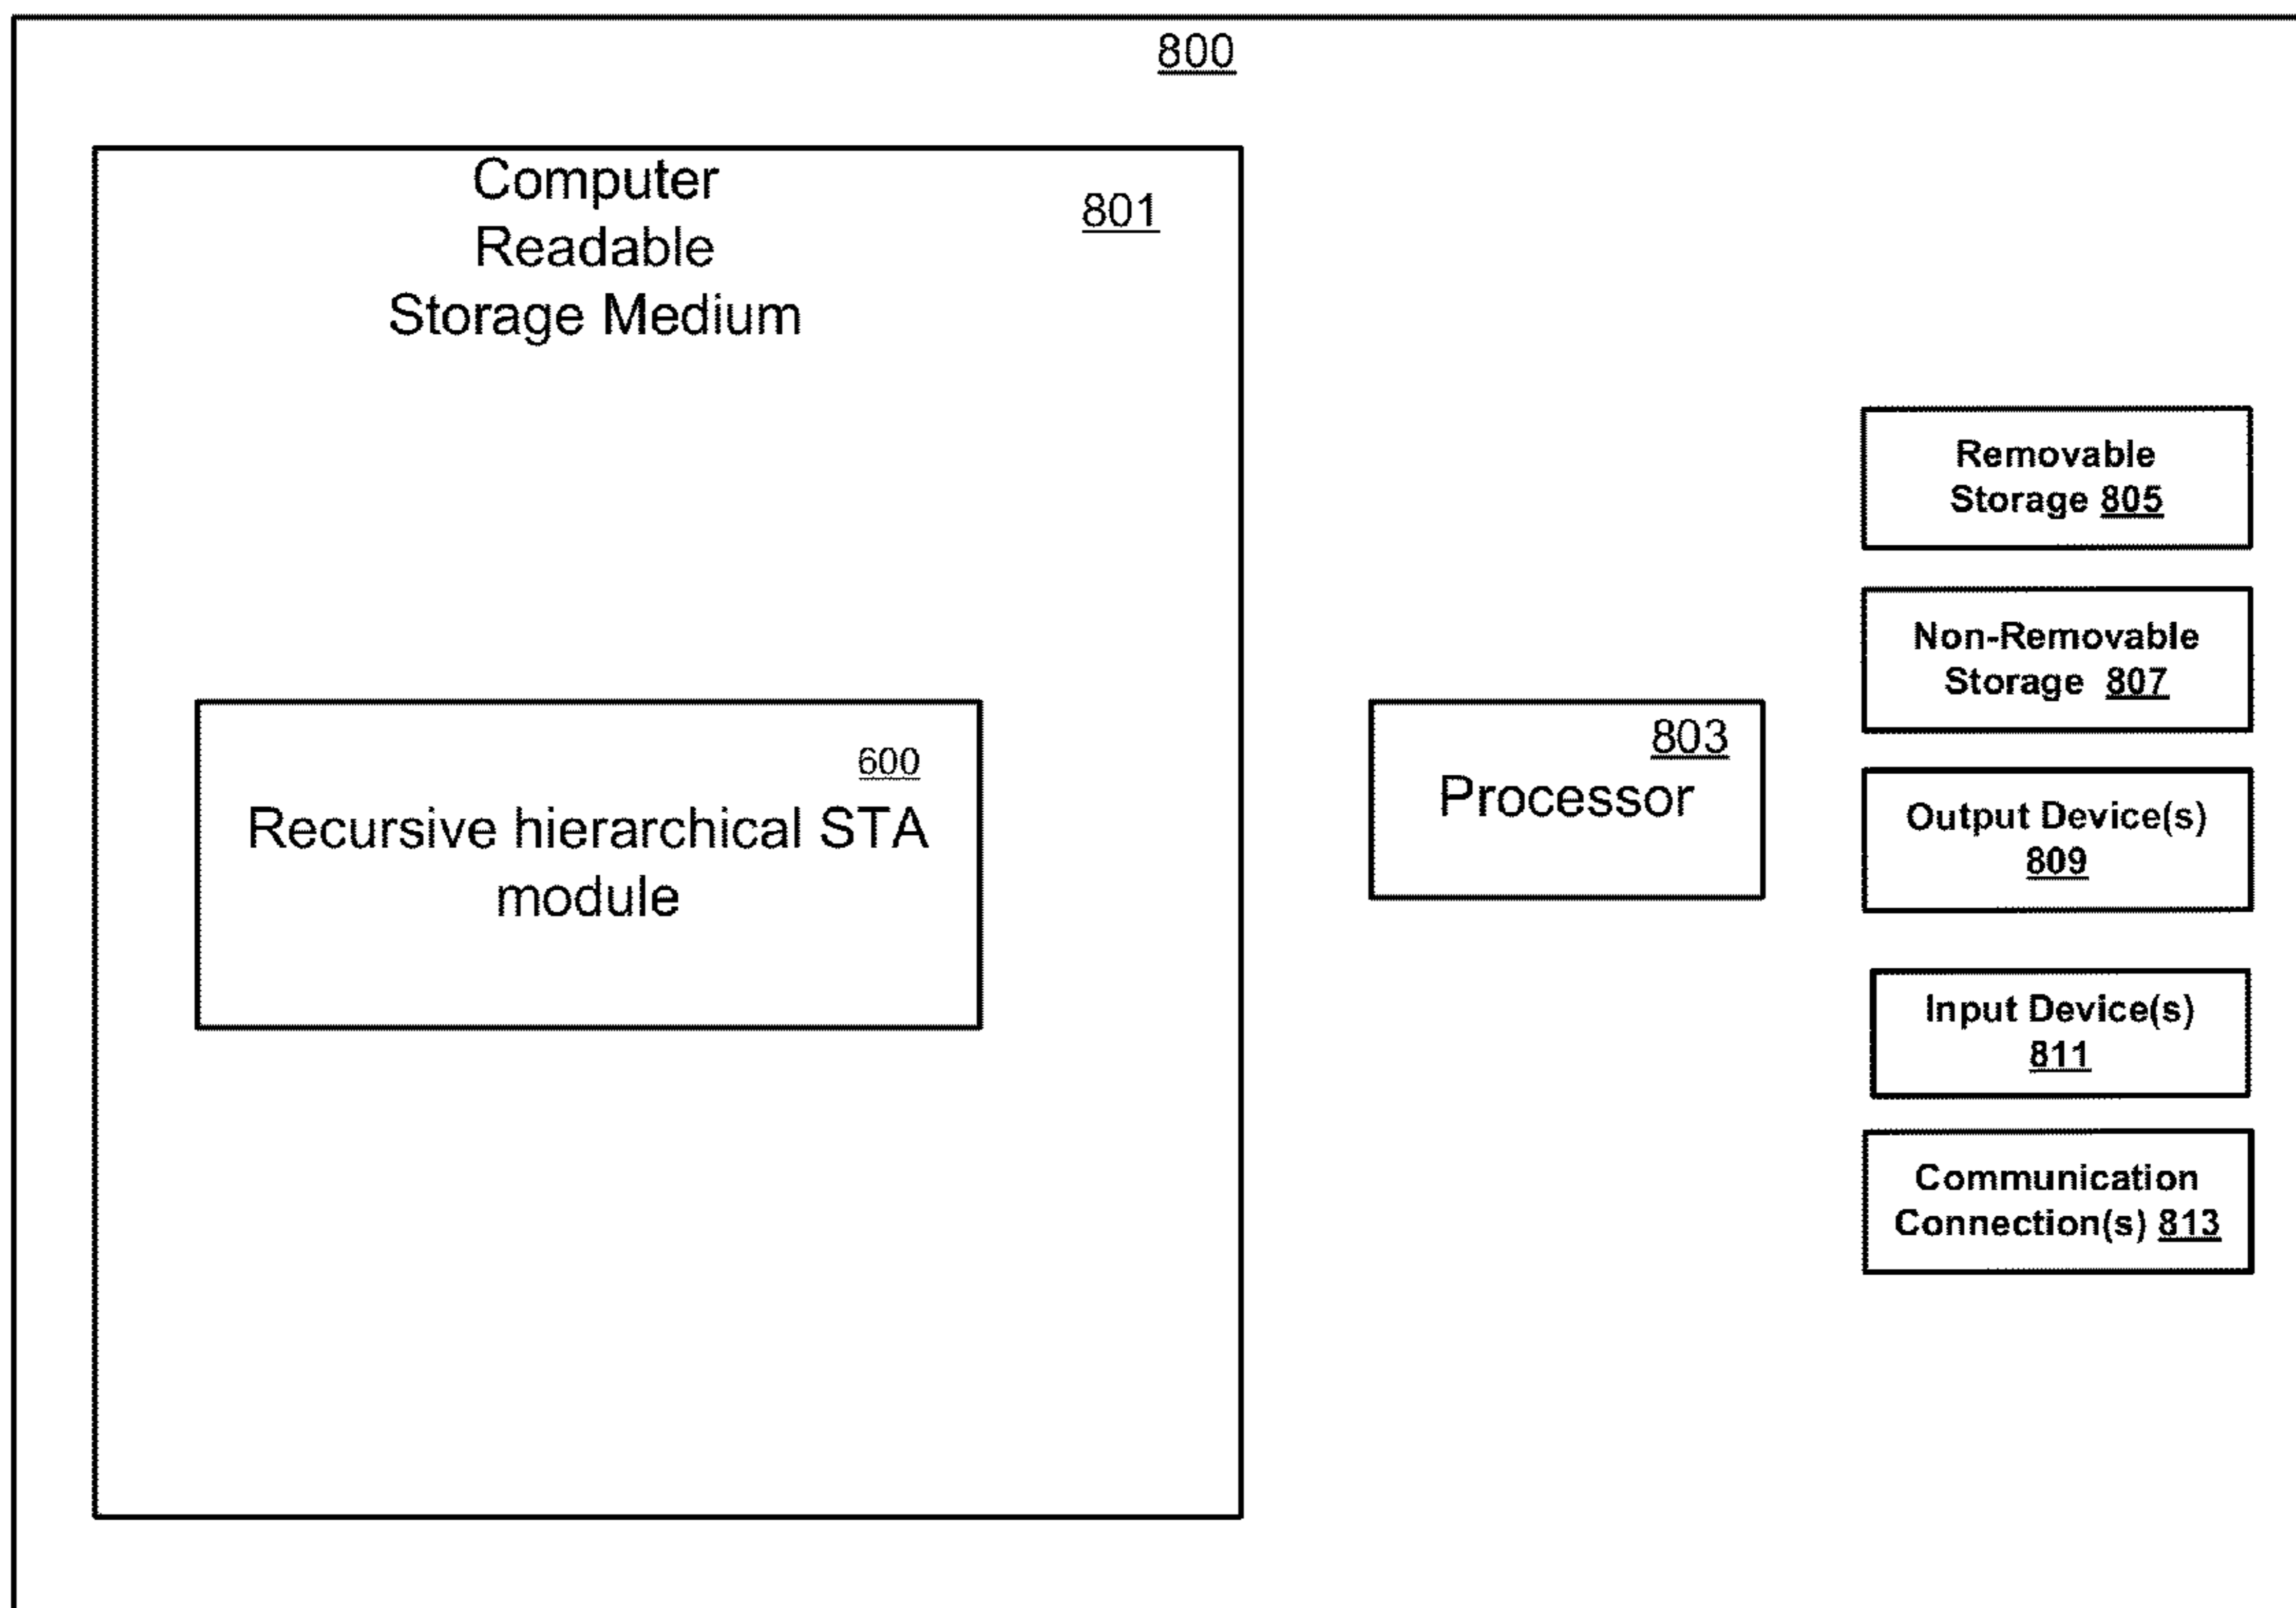 800
Computer
Readable
Storage Medium
801
600
Recursive hierarchical STA
module
803
Processor
Removable
Storage 805
Non-Removable
Storage 807
Output Device(s)
809
Input Device(s)
811
Communication
Connection(s) 813